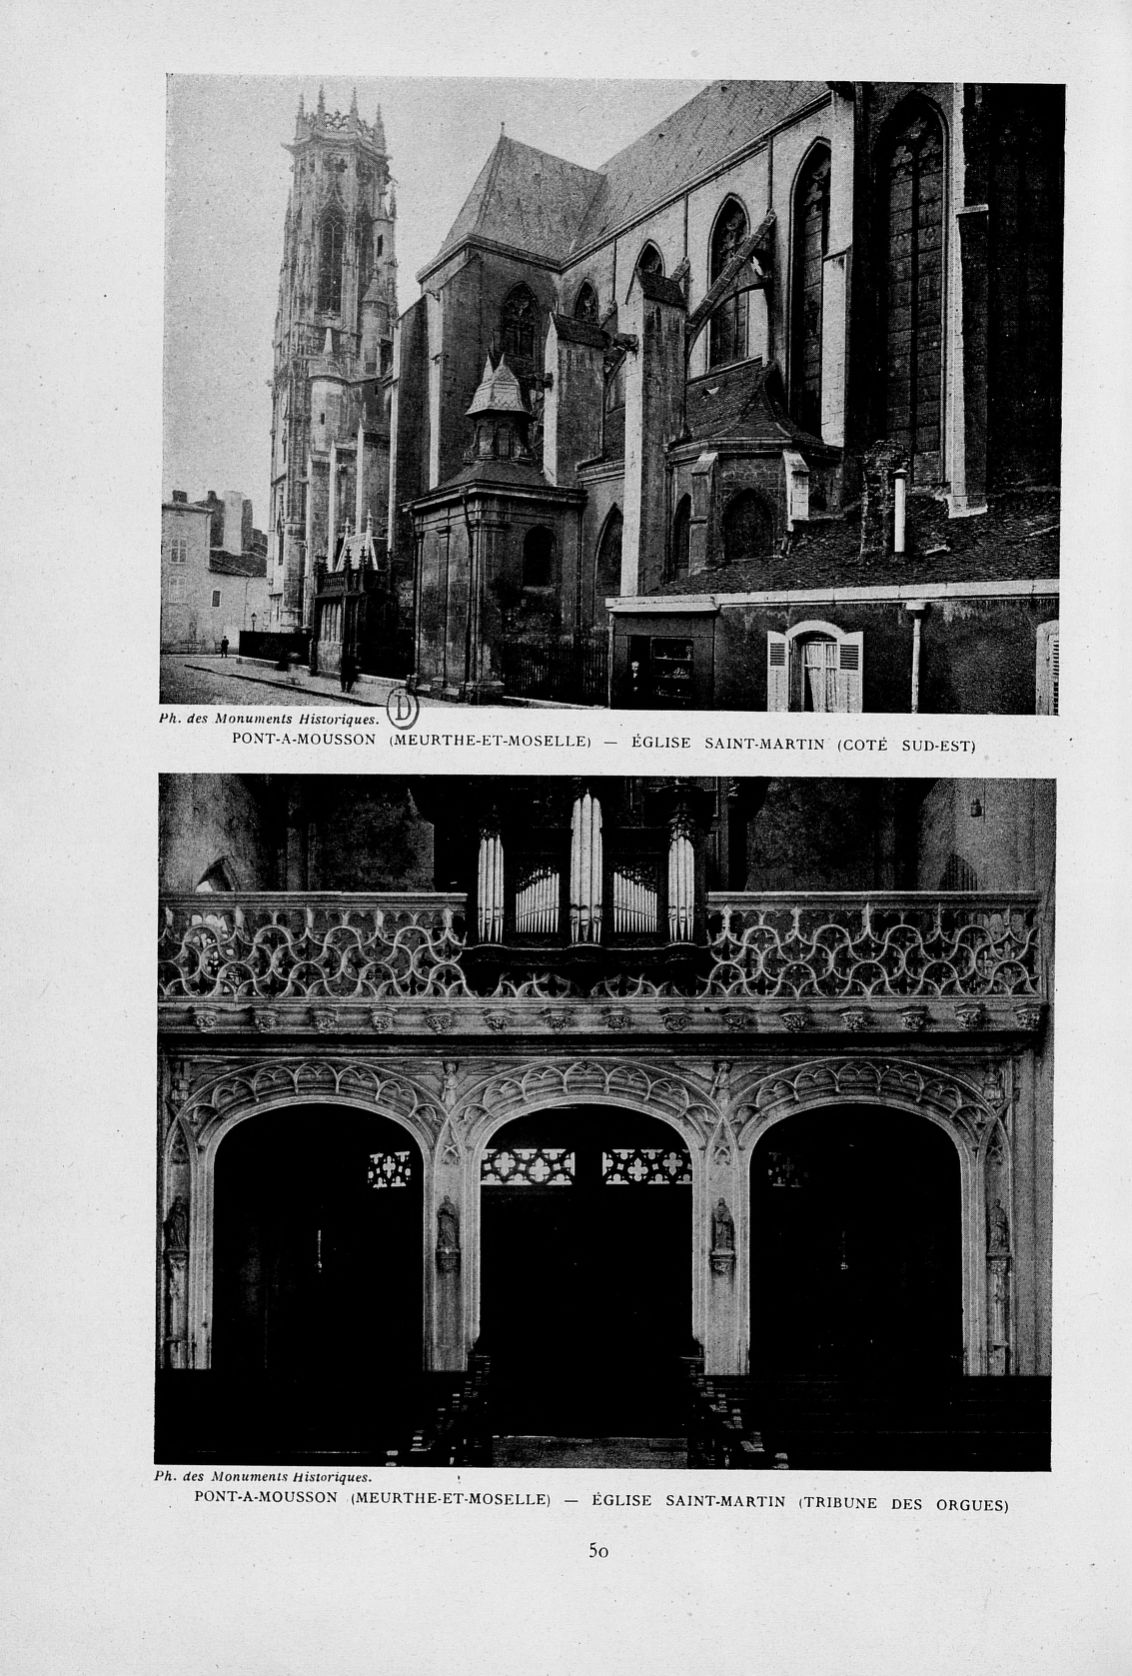 Ph. des Monuments Historiques.
D
PONT-A-MOUSSON (MEURTHE-ET-MOSELLE) — ÉGLISE SAINT-MARTIN (COTÉ SUD-EST)
Ph. des Monuments Historiques.
PONT-A-MOUSSON (MEURTHE-ET-MOSELLE) — ÉGLISE SAINT-MARTIN (TRIBUNE DES ORGUES)
50